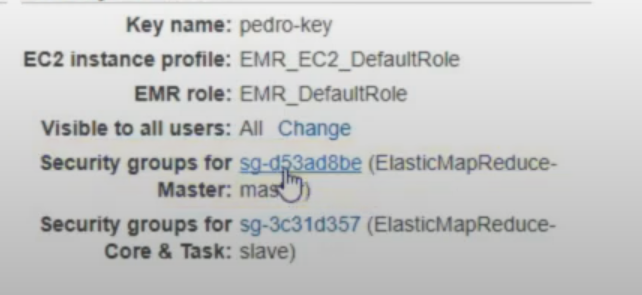 Key name: pedro-key
EC2 instance profile: EMR_EC2_DefaultRole
EMR role: EMR_DefaultRole
Visible to all users: All Change
Security groups for sg-d53ad8be (ElasticMapReduce-
Master: mas )
Security groups for sg-3c31d357 (ElasticMapReduce-
Core & Task: slave)